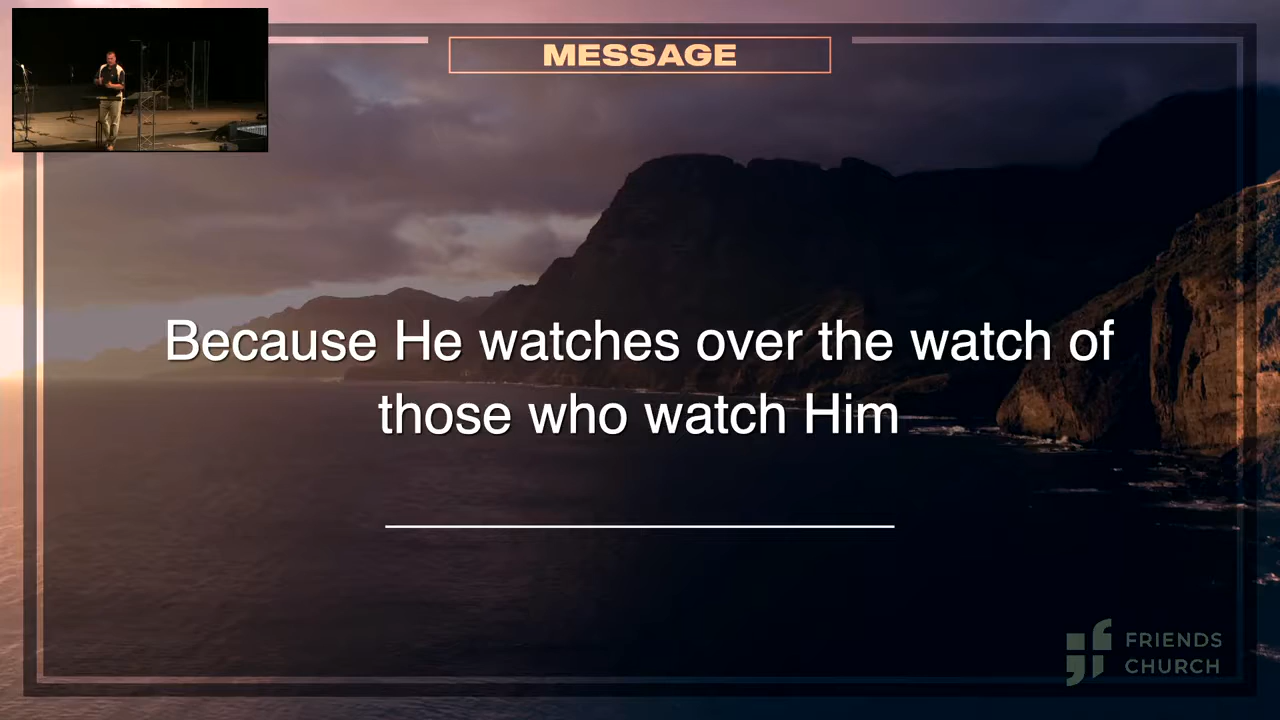 MESSAGE
Because He watches over the watch of
those who watch Him
FRIENDS
CHURCH